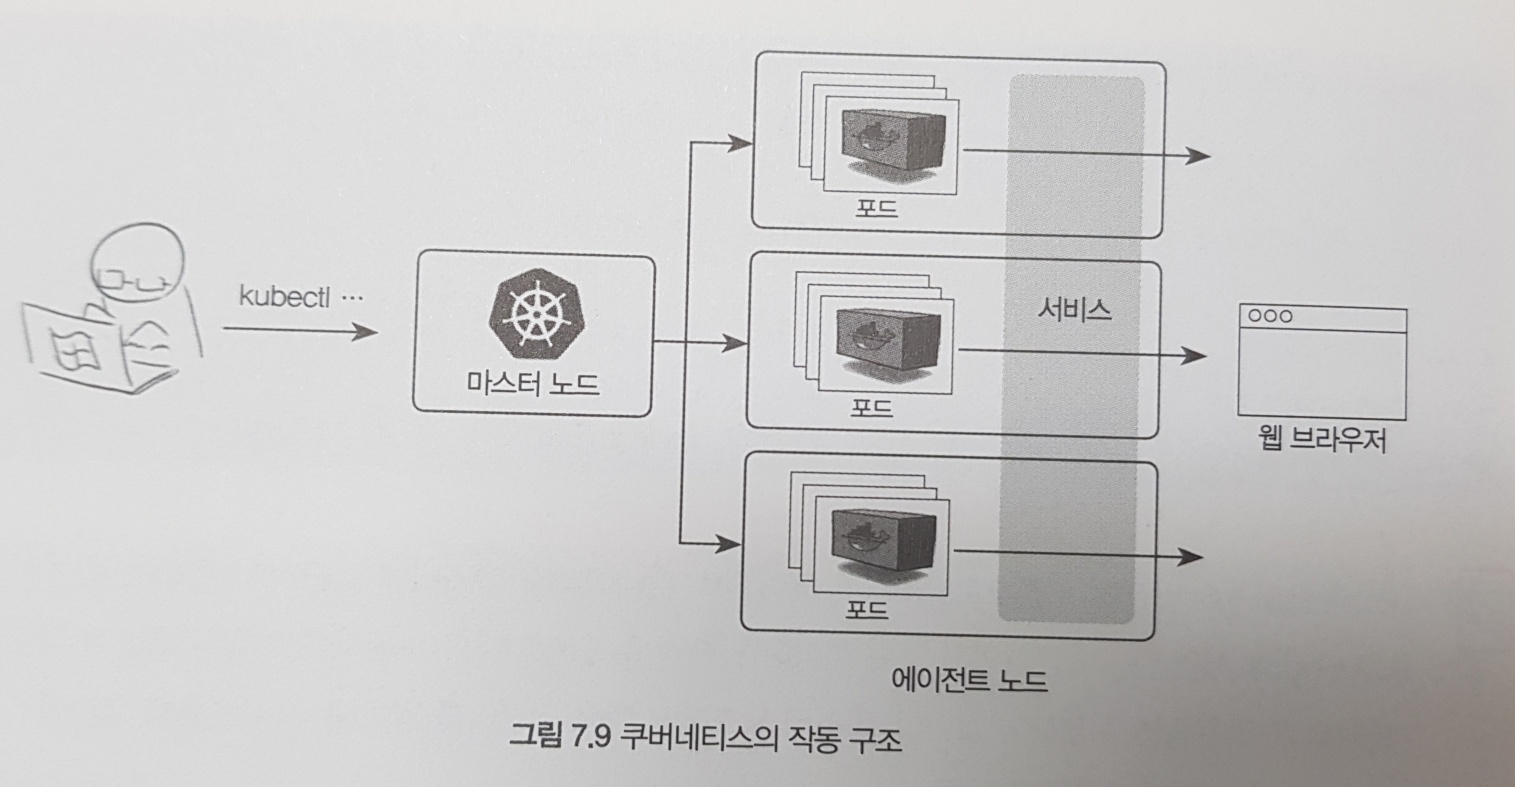 kubectl ...
마스터 노드
포드
포드
포드
서비스
웹 브라우저
에이전트 노드
그림 7.9 쿠버네티스의 작동 구조